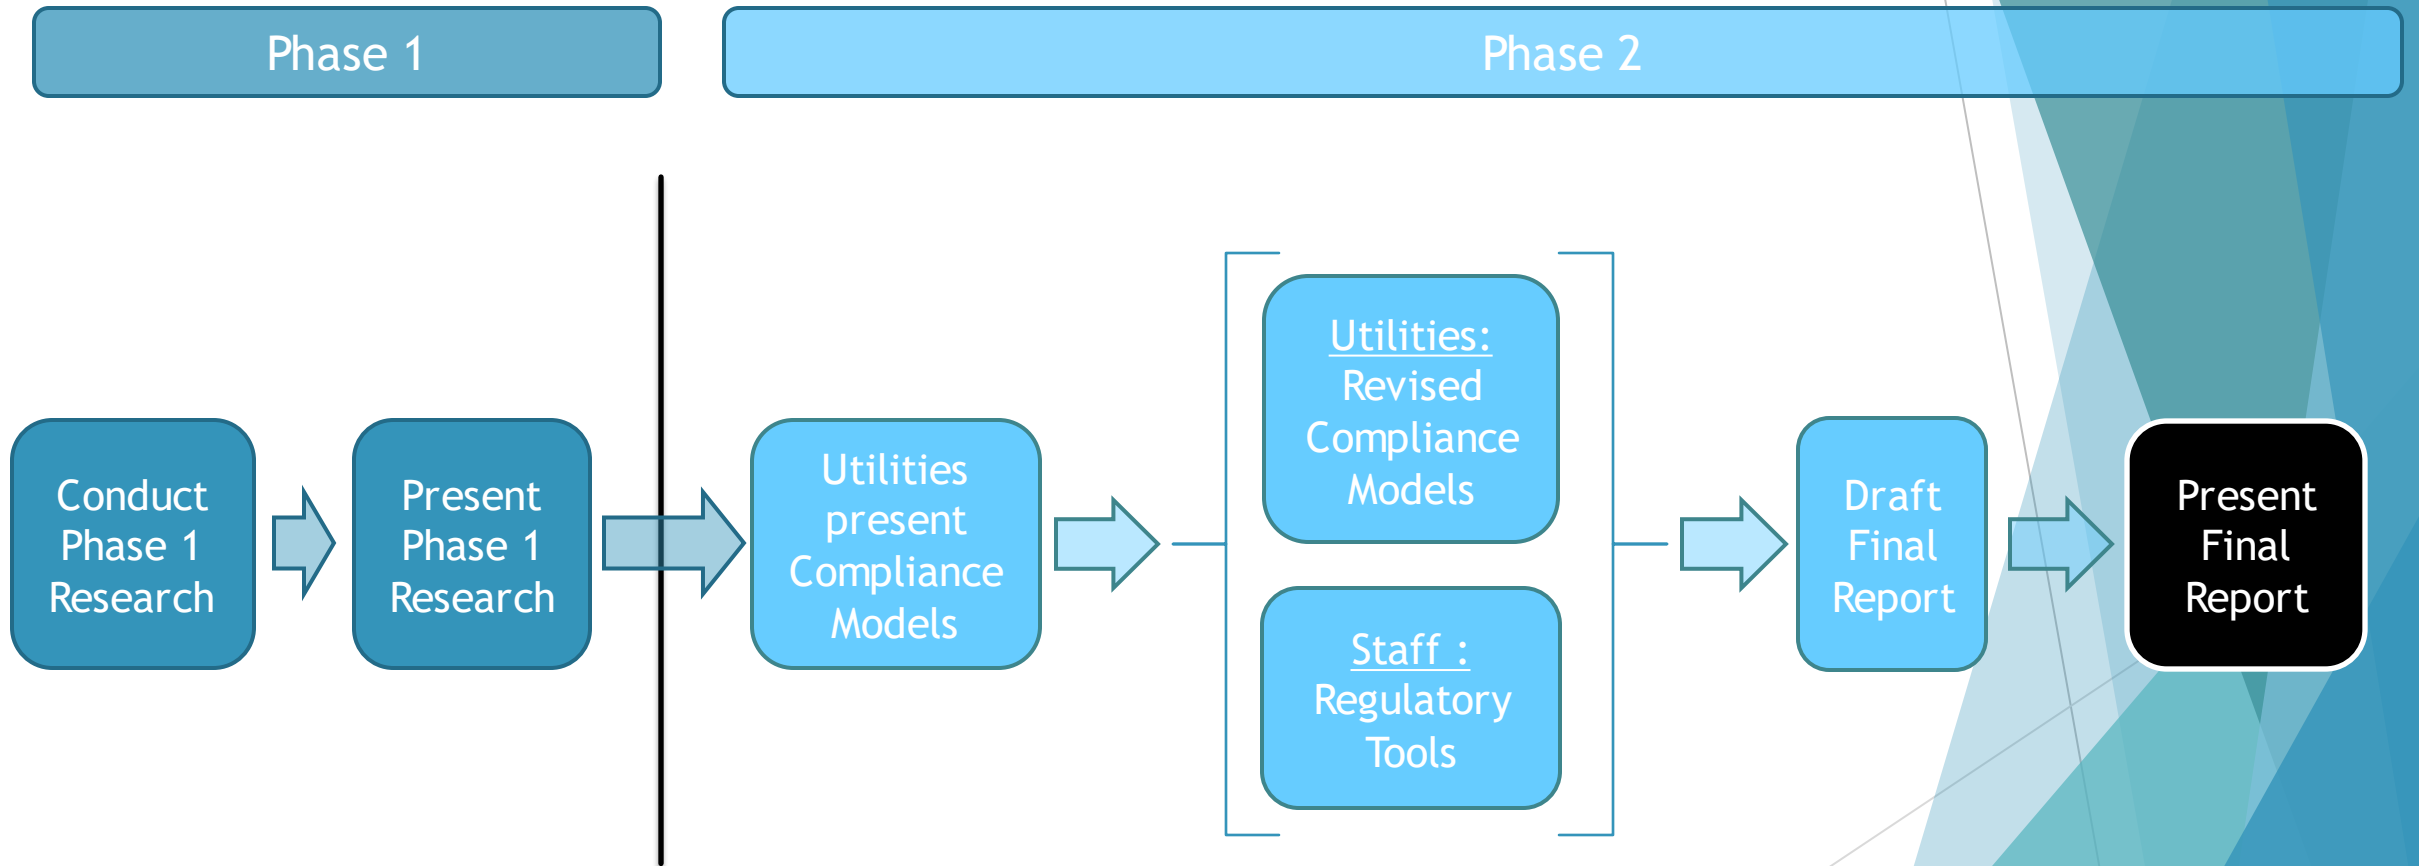 Phase 1
Phase 2
Conduct
Phase 1
Research
Present
Phase 1
Research
Utilities
present
Compliance
Models
Utilities:
Revised
Compliance
Models
Staff :
Regulatory
Tools
Draft
Final
Report
Present
Final
Report